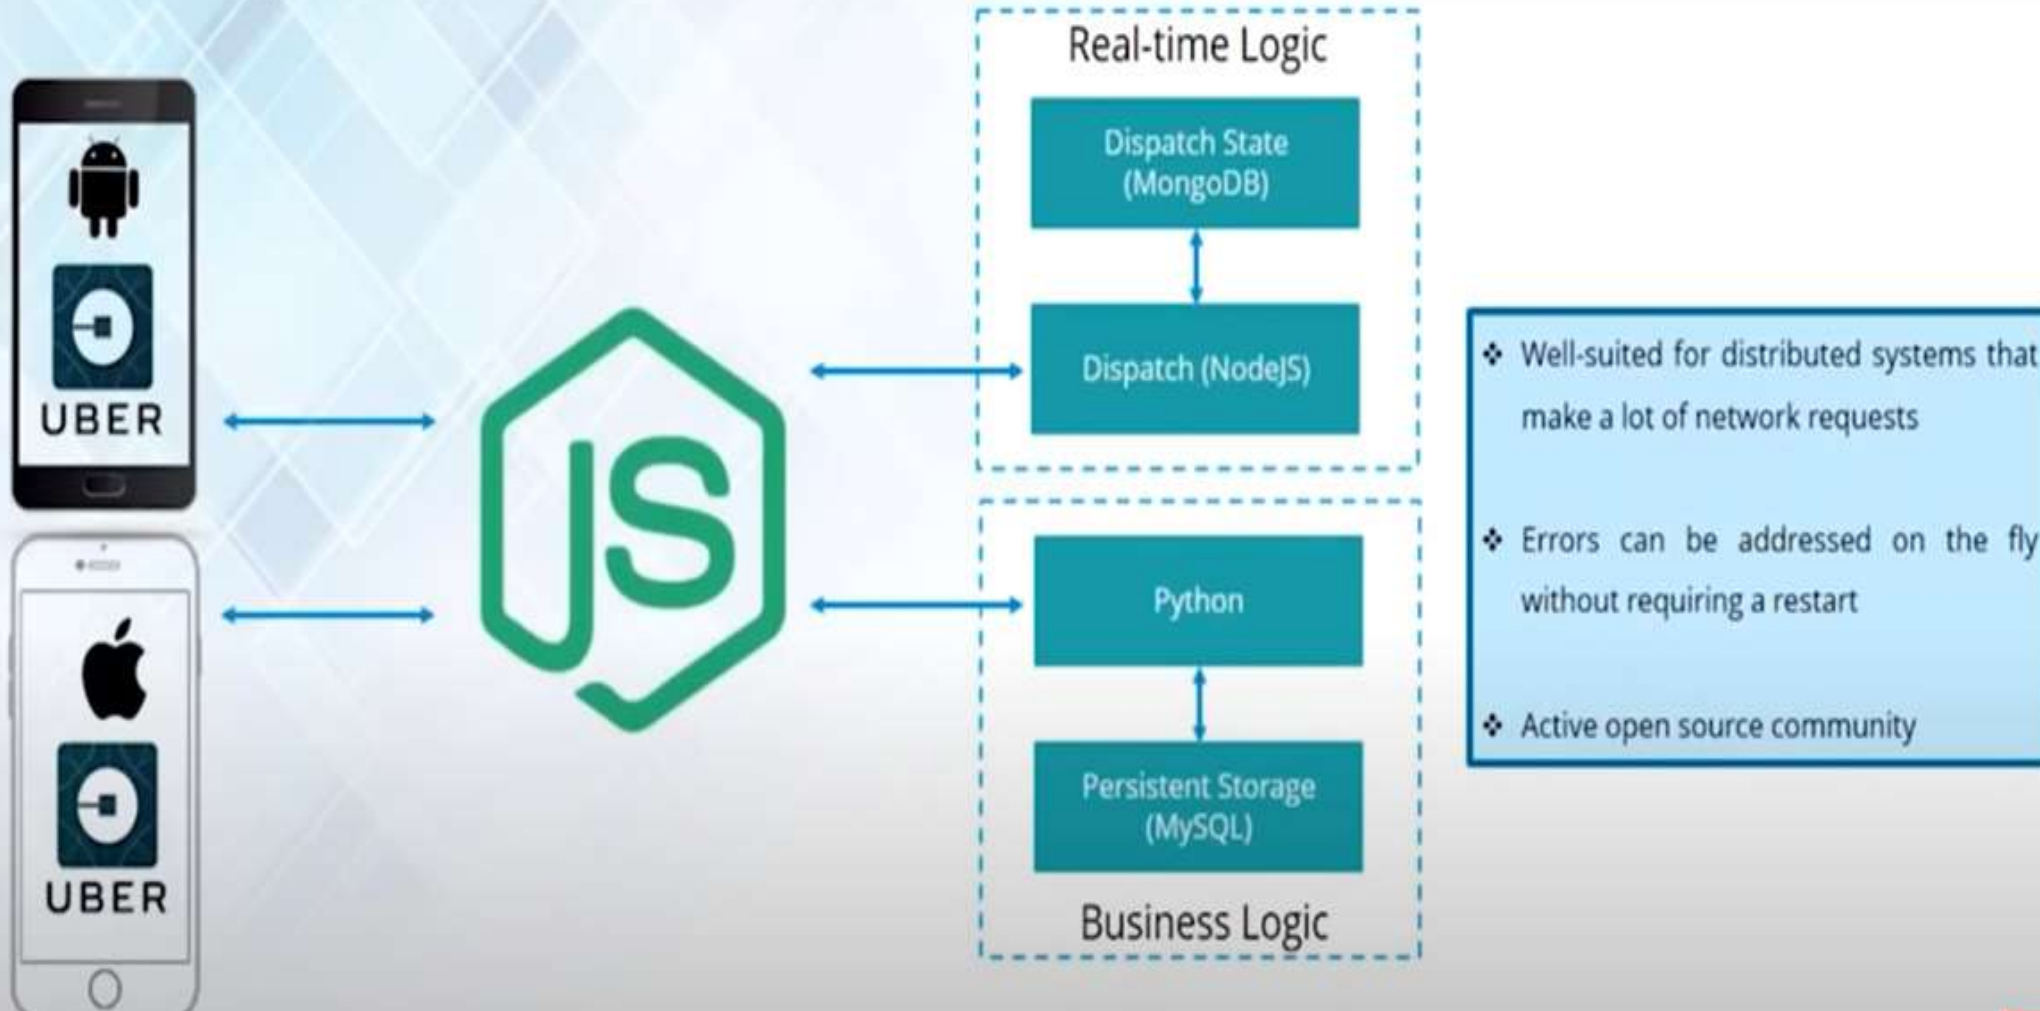 UBER
UBER
JS
Real-time Logic
Dispatch State
(MongoDB)
Dispatch (NodeJS)
Python
Persistent Storage
(MySQL)
Business Logic
❖ Well-suited for distributed systems that
make a lot of network requests
❖ Errors can be addressed on the fly
without requiring a restart
❖ Active open source community